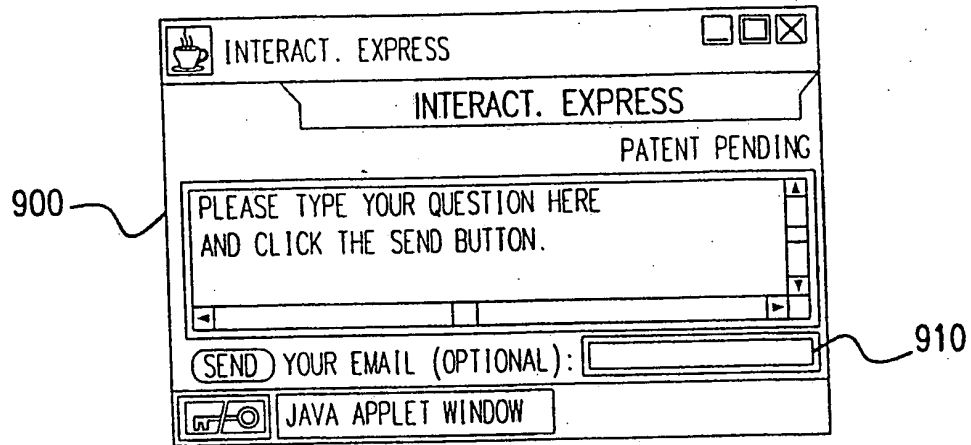 INTERACT. EXPRESS
INTERACT. EXPRESS
PATENT PENDING
900
PLEASE TYPE YOUR QUESTION HERE
AND CLICK THE SEND BUTTON.
SEND YOUR EMAIL (OPTIONAL):
910
JAVA APPLET WINDOW